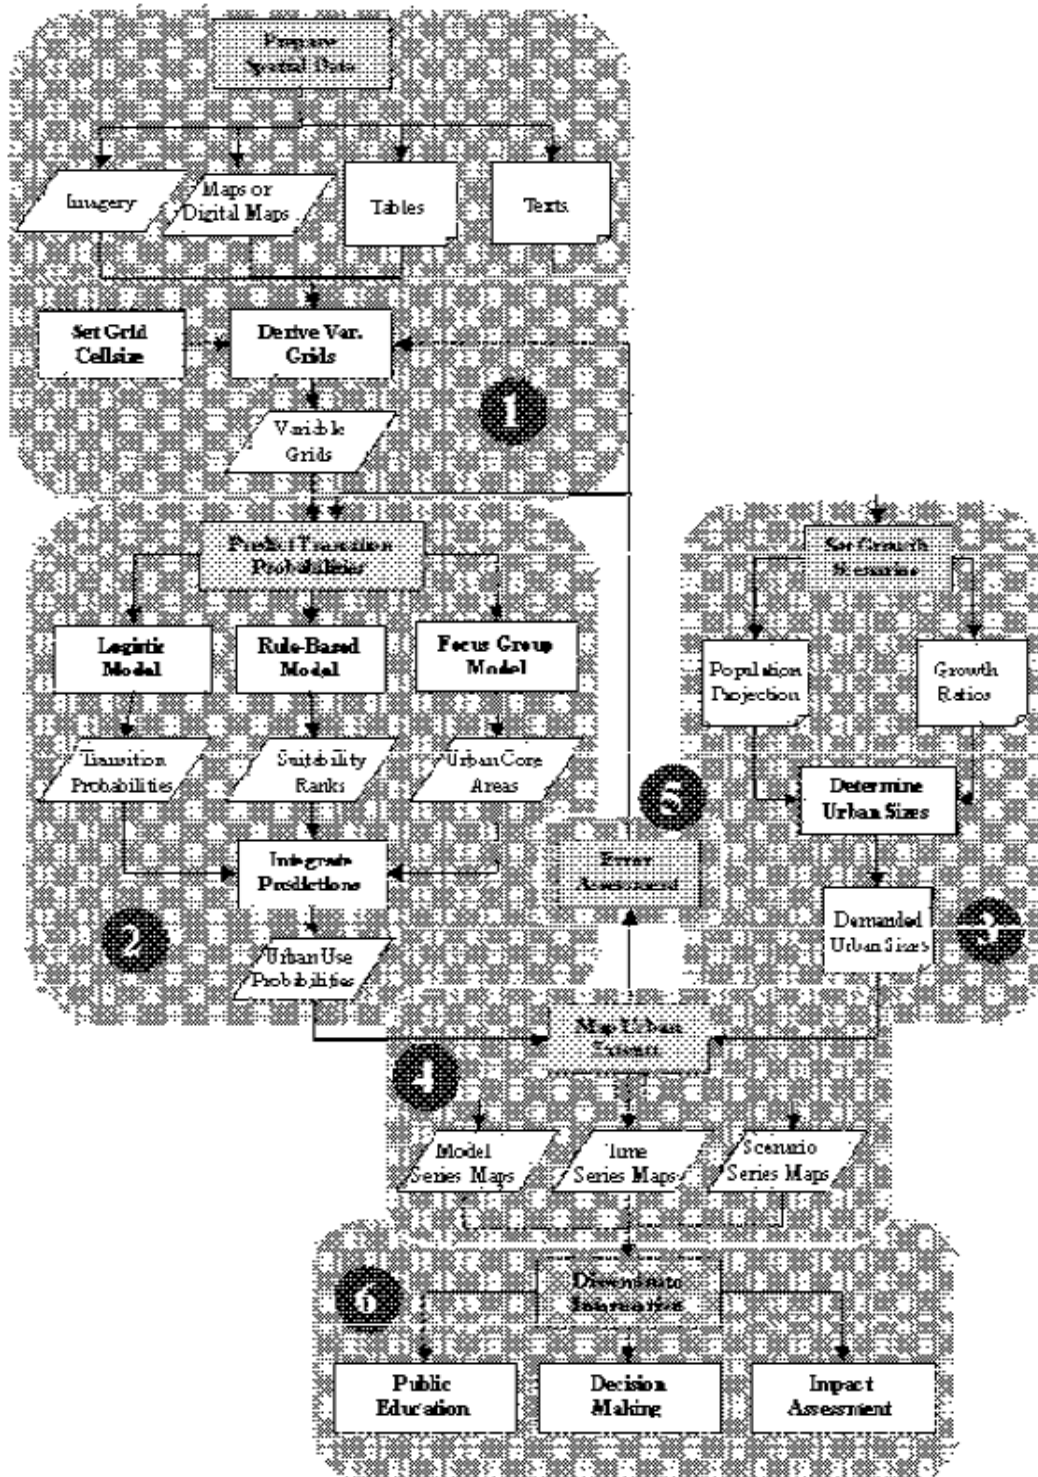 Prepare
Spatial Data
Imagery
Maps or
Digital Maps
Tables
Texts
Set Grid
Cellsize
Derive Var.
Grids
1
Variable
Grids
Predict Transition
Probabilities
Logistic
Model
Rule-Based
Model
Focus Group
Model
Transition
Probabilities
Suitability
Ranks
Urban Core
Areas
Integrate
Predictions
2
Urban Use
Probabilities
Set Growth
Scenarios
Population
Projection
Growth
Ratios
Determine
Urban Sizes
Demanded
Urban Sizes
3
5
Error
Assessment
Map Urban
Extents
4
Model
Series Maps
Time
Series Maps
Scenario
Series Maps
6
Disseminate
Information
Public
Education
Decision
Making
Impact
Assessment